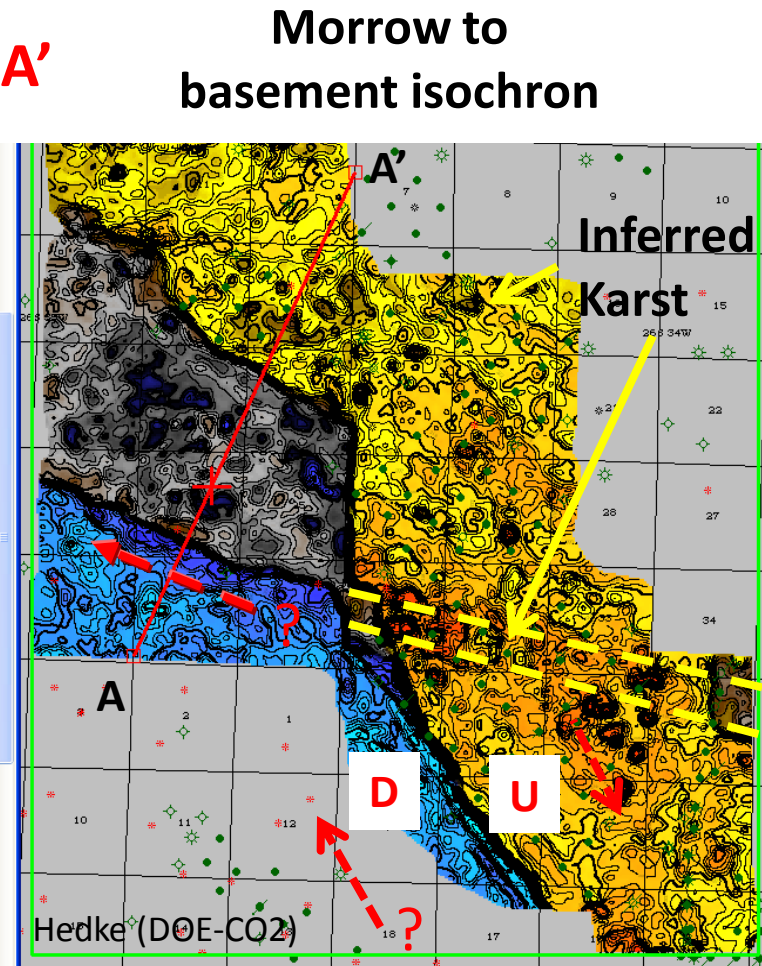 Morrow to
A’
basement isochron
A’
7
8
9
10
Inferred
Karst
15
26S 34W
22
28
27
34
?
A
2
1
D
U
10
11
12
?
Hedke (DOE-CO2)
18
17